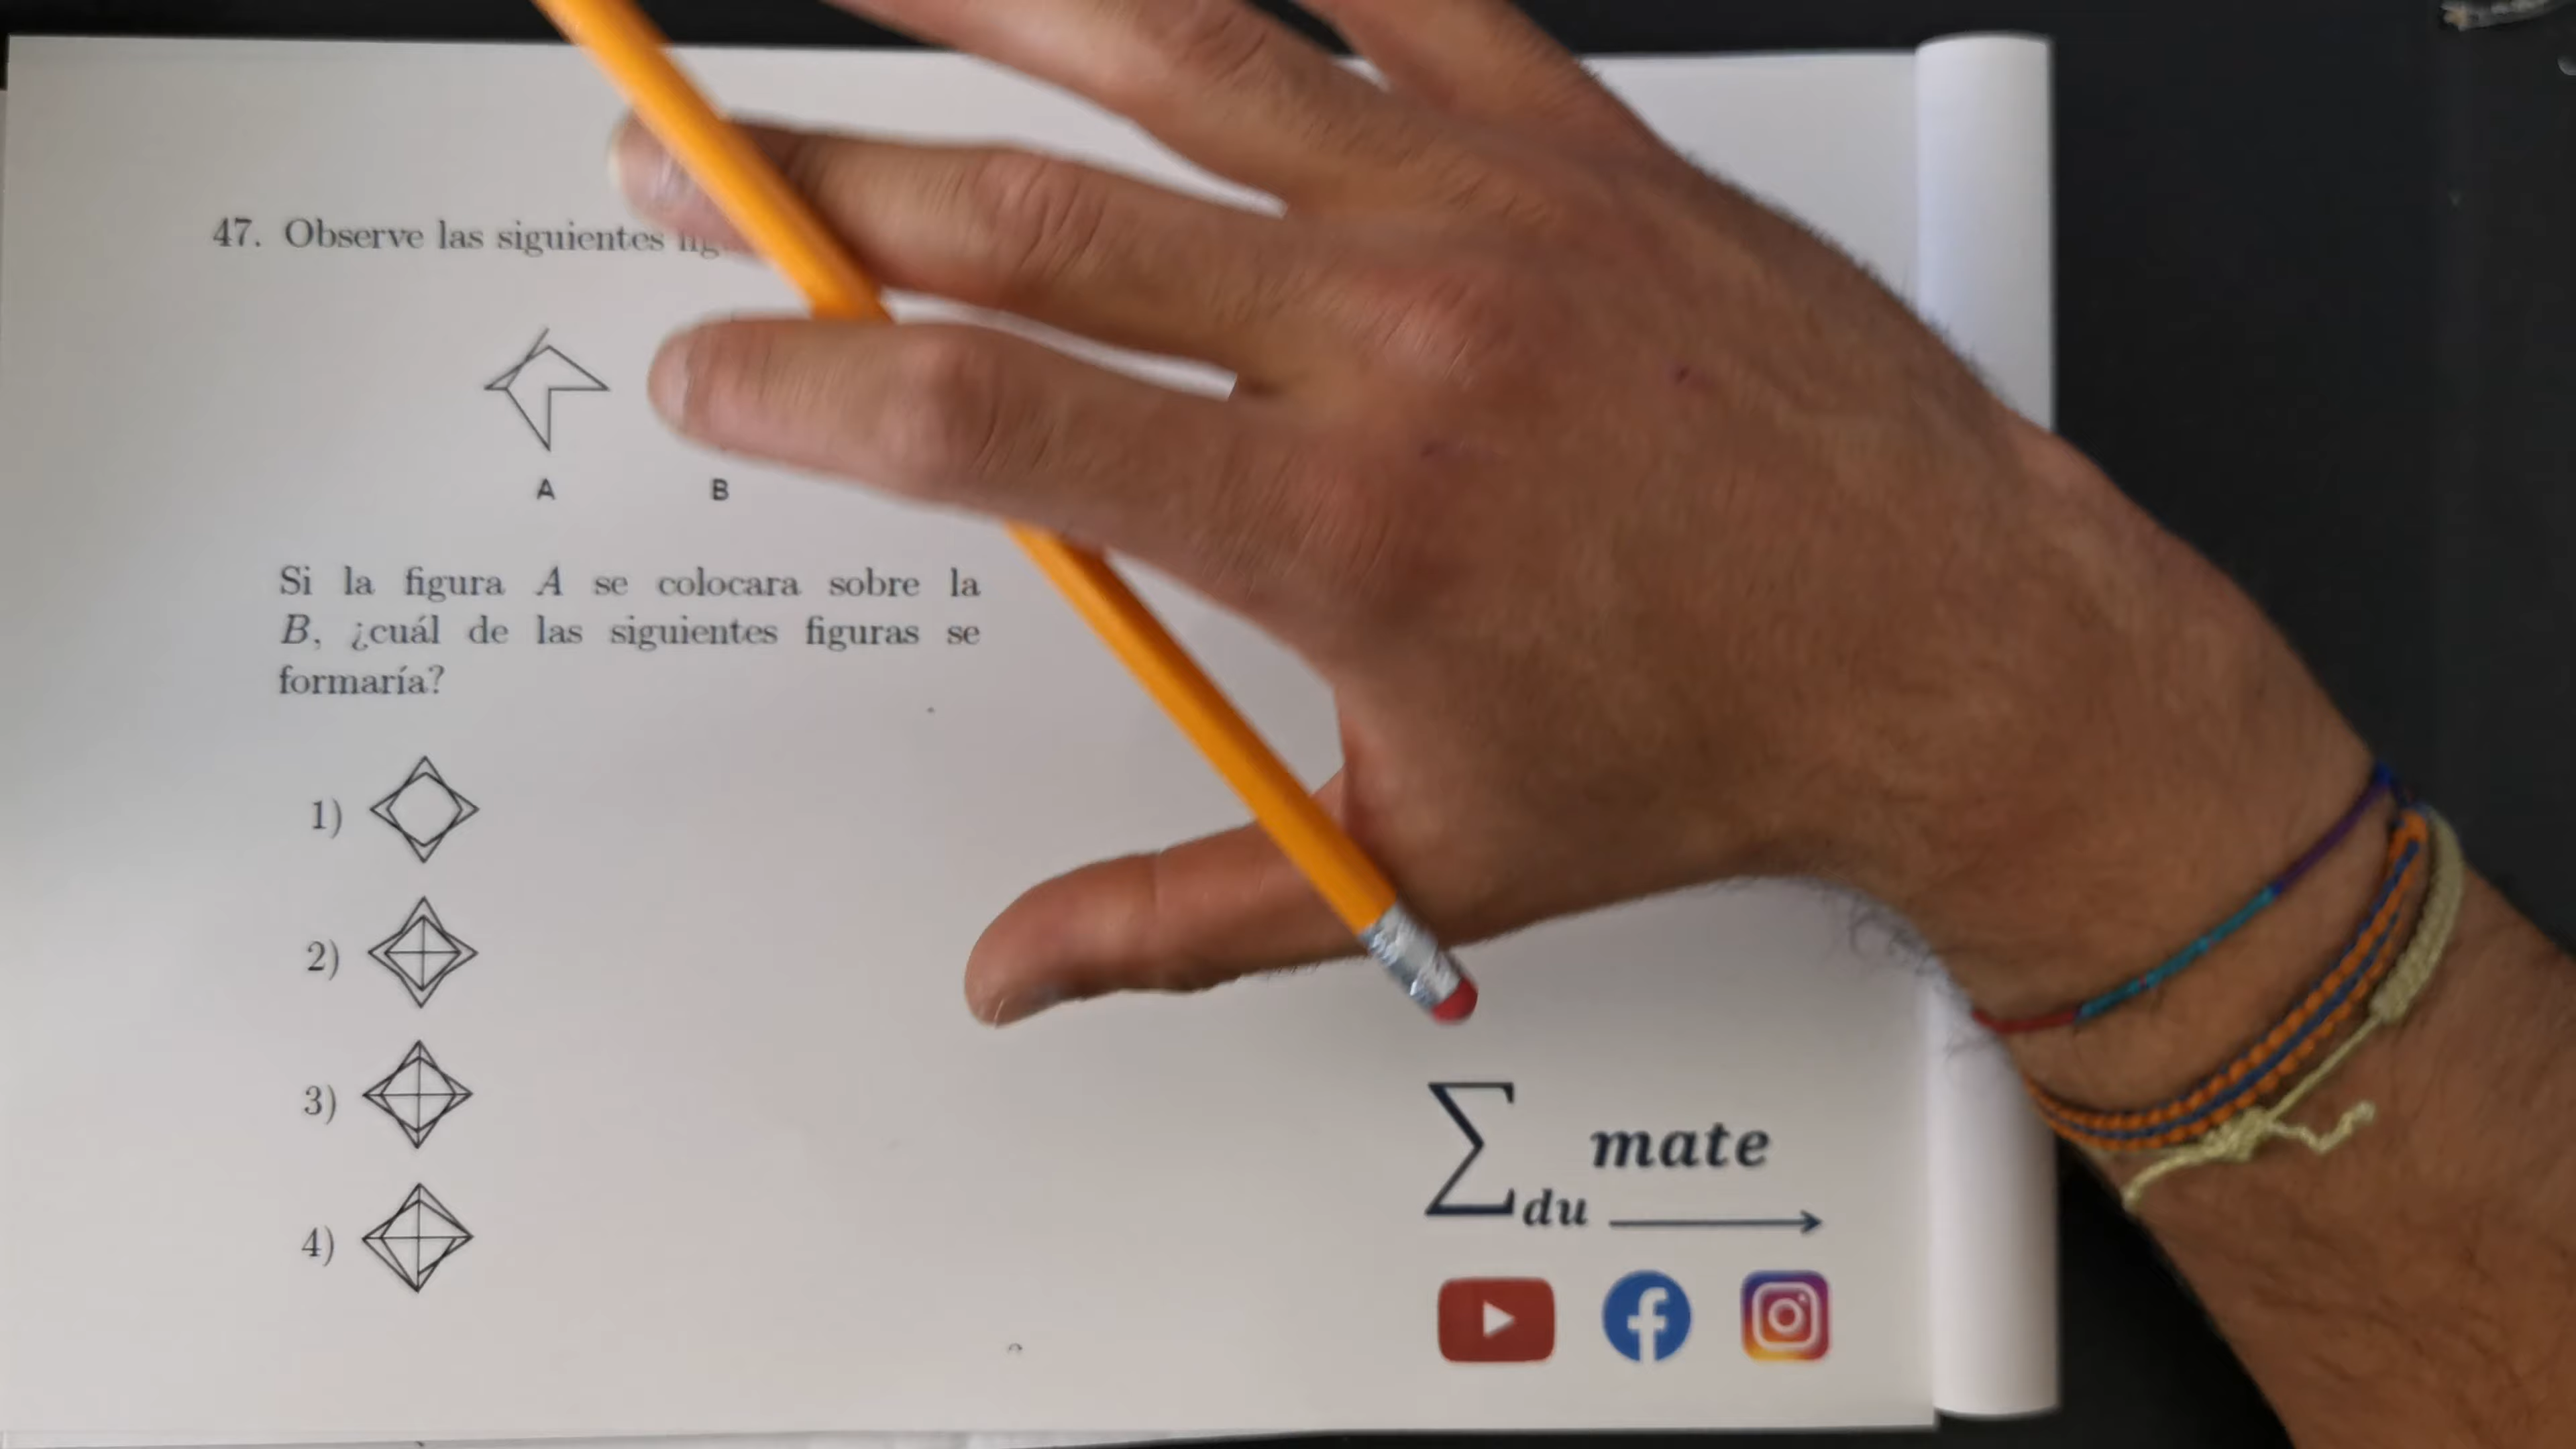 47. Observe las siguientes
A B
Si la figura A se colocara sobre la
B, ¿cuál de las siguientes figuras se
formaría?
1)
2)
3)
4)
∑du mate